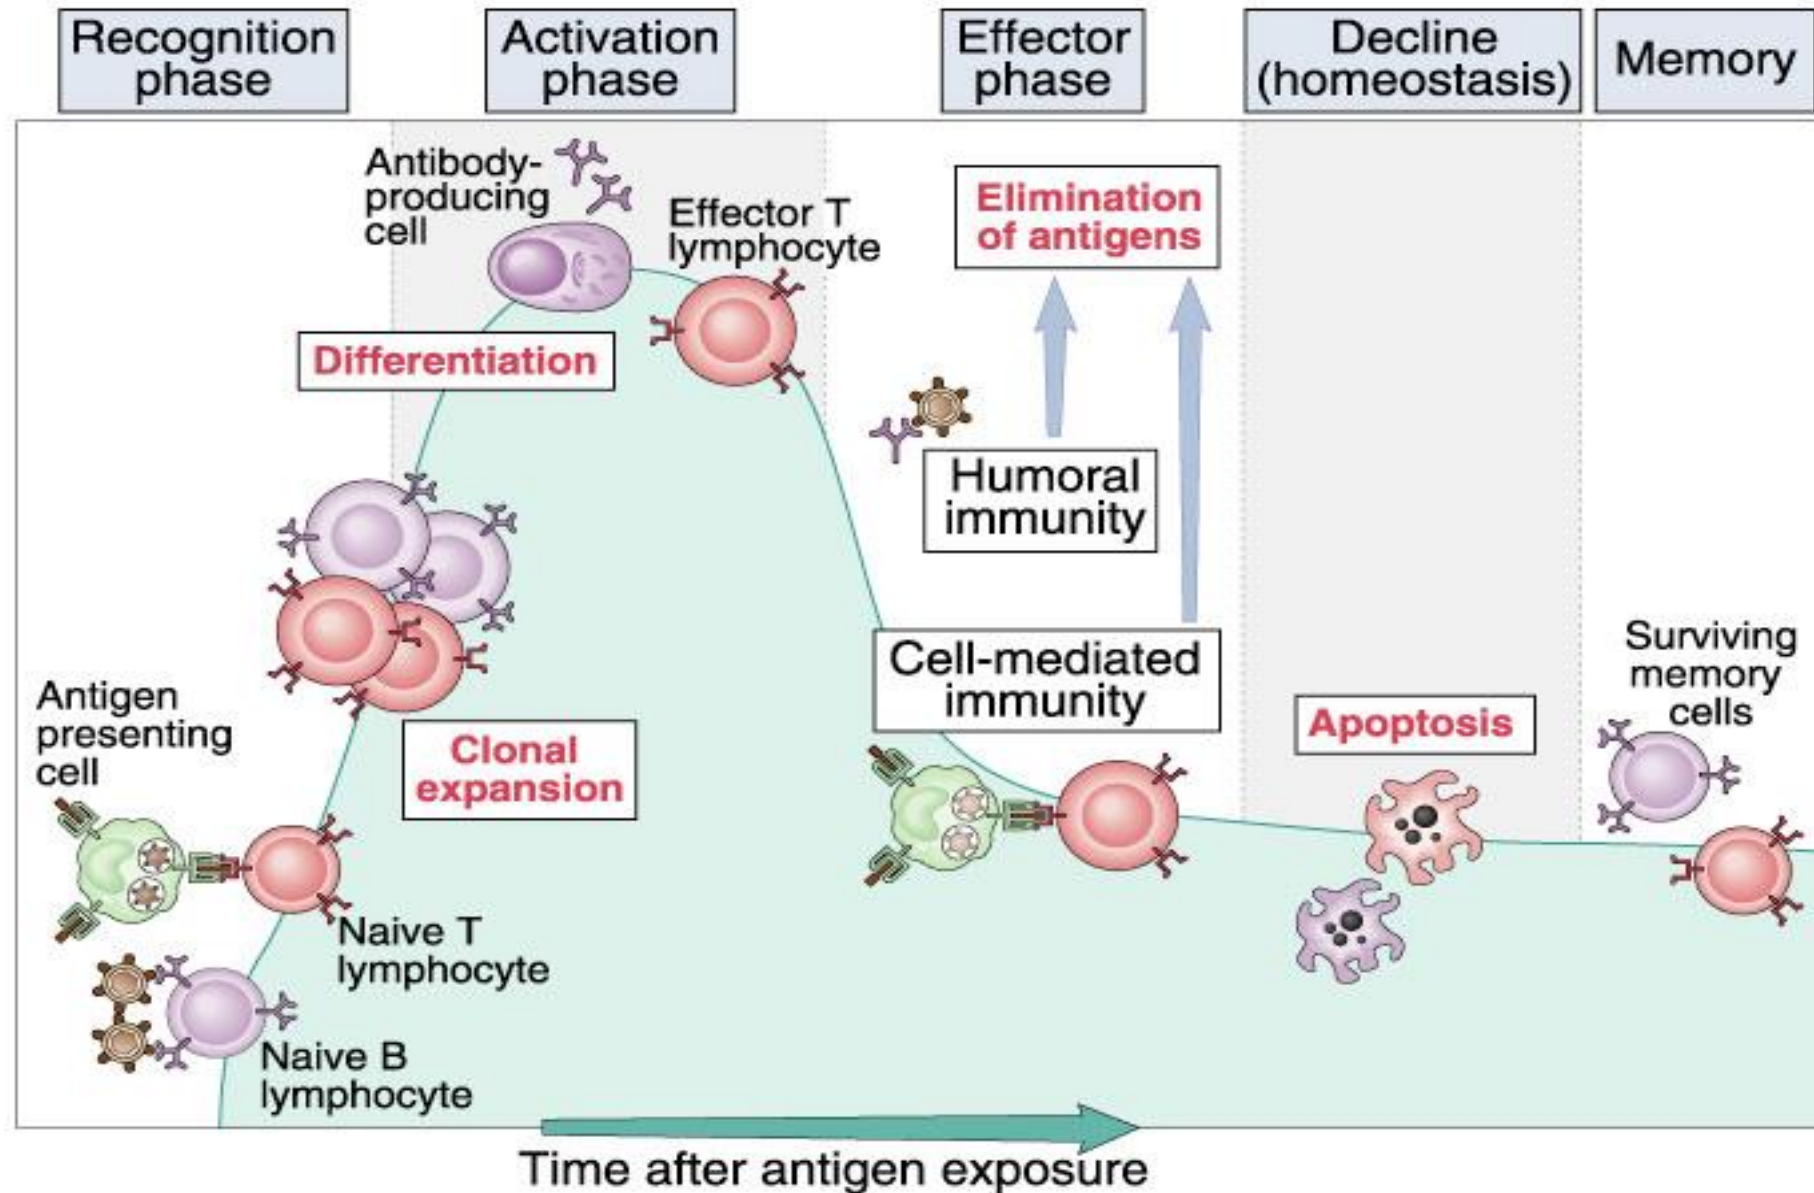 Recognition
phase
Activation
phase
Effector
phase
Decline
(homeostasis)
Memory
Antibody-
producing
cell
Effector T
lymphocyte
Elimination
of antigens
Differentiation
Humoral
immunity
Cell-mediated
immunity
Surviving
memory
cells
Antigen
presenting
cell
Clonal
expansion
Apoptosis
Naive T
lymphocyte
Naive B
lymphocyte
Time after antigen exposure